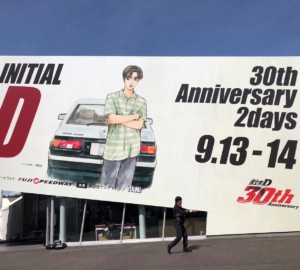 INITIAL
D
30th
Anniversary
2days
9.13-14
FUJI SPEEDWAY
30th
Anniversary